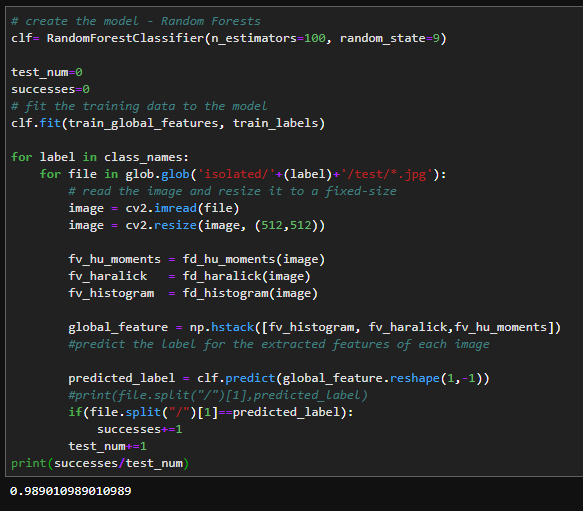 # create the model - Random Forests
clf= RandomForestClassifier(n_estimators=100, random_state=9)

test_num=0
successes=0
# fit the training data to the model
clf.fit(train_global_features, train_labels)

for label in class_names:
    for file in glob.glob('isolated/'+(label)+'/test/*.jpg'):
        # read the image and resize it to a fixed-size
        image = cv2.imread(file)
        image = cv2.resize(image, (512,512))

        fv_hu_moments = fd_hu_moments(image)
        fv_haralick   = fd_haralick(image)
        fv_histogram  = fd_histogram(image)

        global_feature = np.hstack([fv_histogram, fv_haralick,fv_hu_moments])
        #predict the label for the extracted features of each image

        predicted_label = clf.predict(global_feature.reshape(1,-1))
        #print(file.split("/")[1],predicted_label)
        if(file.split("/")[1]==predicted_label):
            successes+=1
        test_num+=1
print(successes/test_num)
0.989010989010989